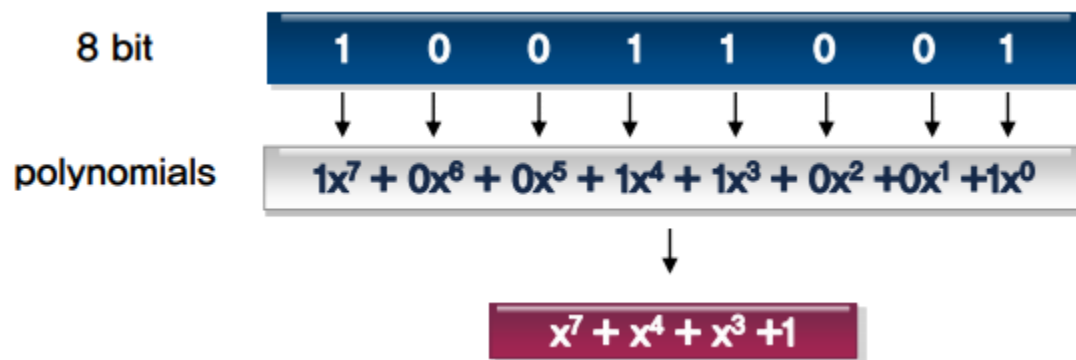 8 bit 1 0 0 1 1 0 0 1
polynomials 1x⁷ + 0x⁶ + 0x⁵ + 1x⁴ + 1x³ + 0x² +0x¹ +1x⁰
x⁷ + x⁴ + x³ +1